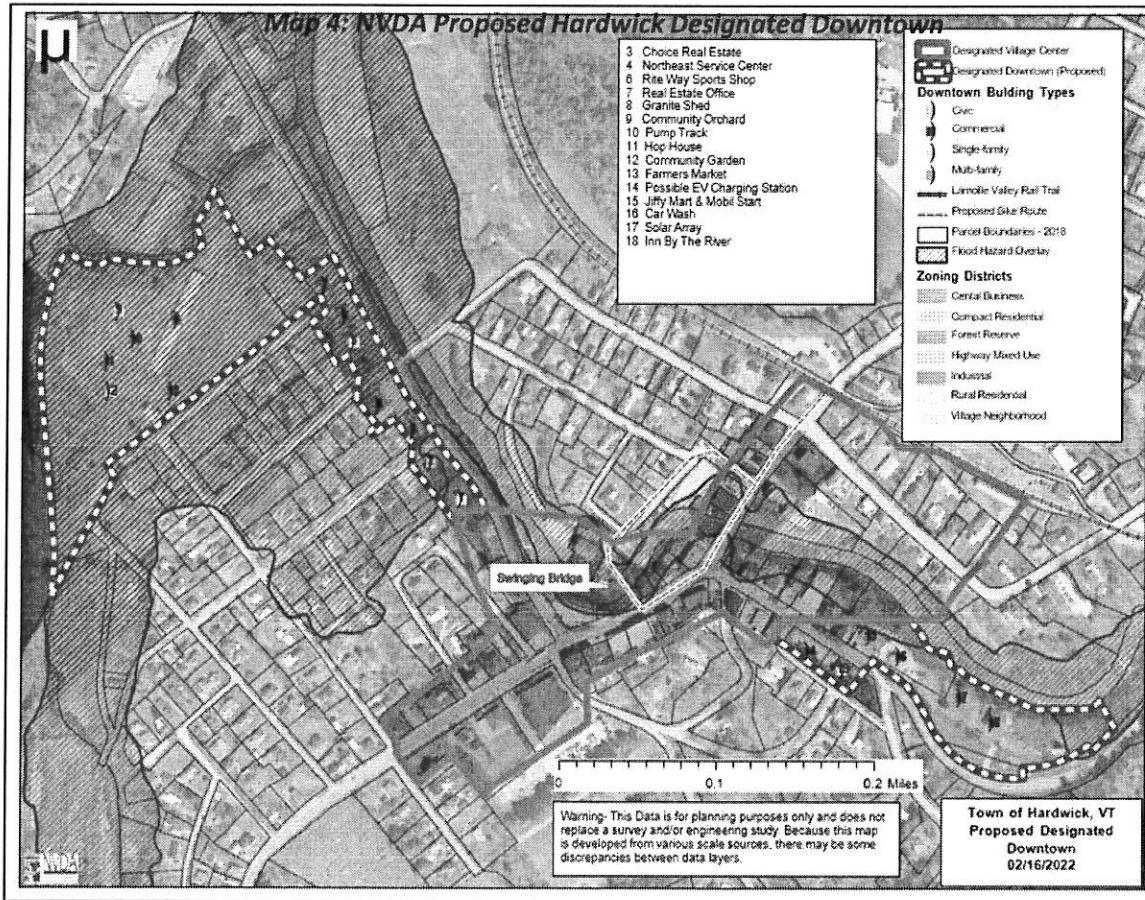 Map 4: NVDA Proposed Hardwick Designated Downtown
µ
3 Choice Real Estate
4 Northeast Service Center
6 Rite Way Sports Shop
7 Real Estate Office
8 Granite Shed
9 Community Orchard
10 Pump Track
11 Hop House
12 Community Garden
13 Farmers Market
14 Possible EV Charging Station
15 Jiffy Mart & Mobil Start
16 Car Wash
17 Solar Array
18 Inn By The River
Designated Village Center
Designated Downtown (Proposed)
Downtown Bulding Types
Civic
Commercial
Single-family
Multi-family
Lamoille Valley Rail Trail
Proposed Bike Route
Parcel Boundaries - 2018
Flood Hazard Overlay
Zoning Districts
Cental Business
Compact Residential
Forest Reserve
Highway Mixed Use
Industrial
Rural Residential
Village Neighborhood
12
Swinging Bridge
0 0.1 0.2 Miles
Warning- This Data is for planning purposes only and does not
replace a survey and/or engineering study. Because this map
is developed from various scale sources, there may be some
discrepancies between data layers.
Town of Hardwick, VT
Proposed Designated
Downtown
02/16/2022
NVDA